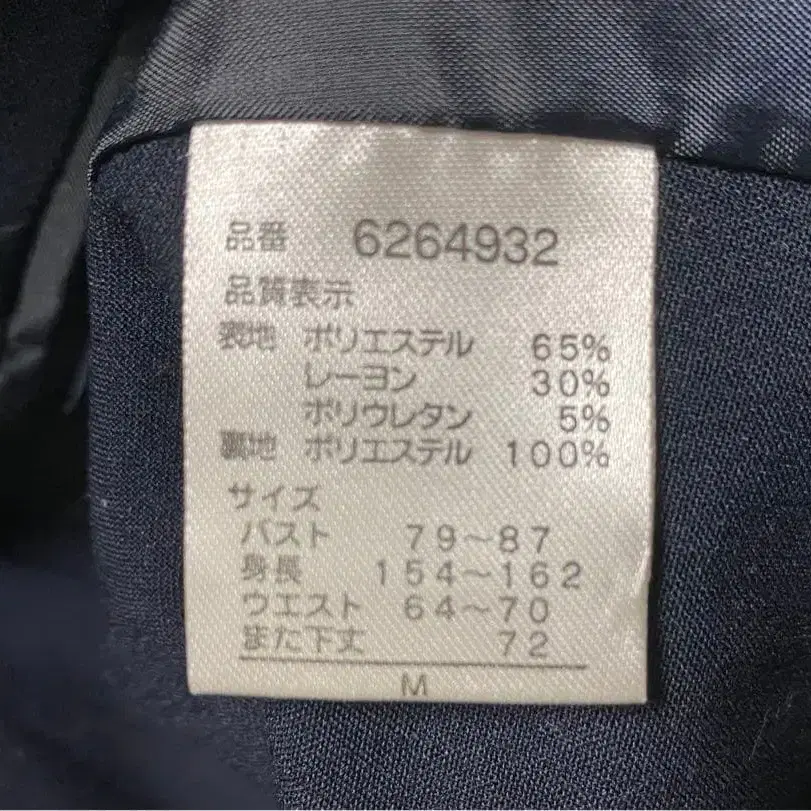 品番 6264932
品質表示
表地 ポリエステル 65%
レーヨン 30%
ポリウレタン 5%
裏地 ポリエステル 100%
サイズ
バスト 79~87
身長 154~162
ウエスト 64~70
また下丈 72
M